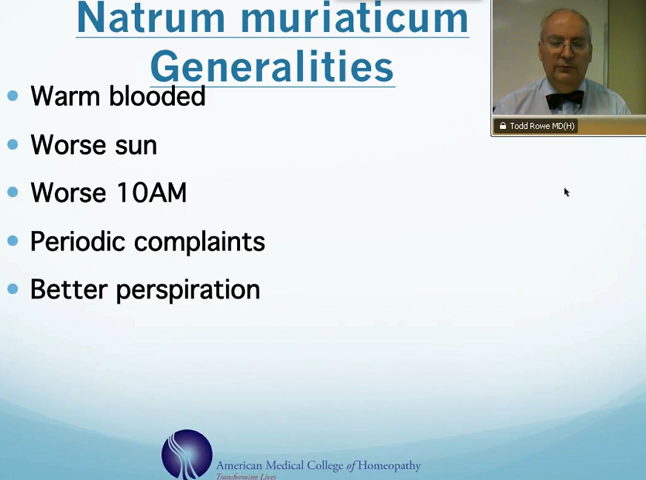 Natrum muriaticum
Generalities
Warm blooded
Worse sun
Worse 10AM
Periodic complaints
Better perspiration
Todd Rowe MD(H)
American Medical College of Homeopathy
Transforming Lives